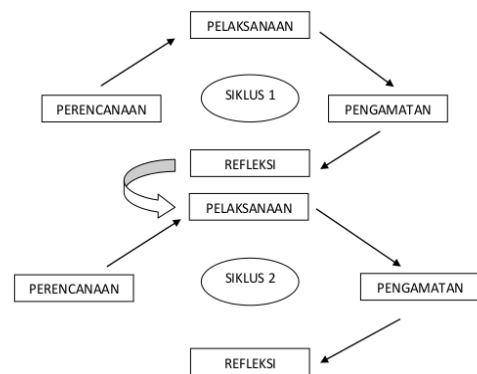 PELAKSANAAN
SIKLUS 1
PERENCANAAN
PENGAMATAN
REFLEKSI
PELAKSANAAN
SIKLUS 2
PERENCANAAN
PENGAMATAN
REFLEKSI